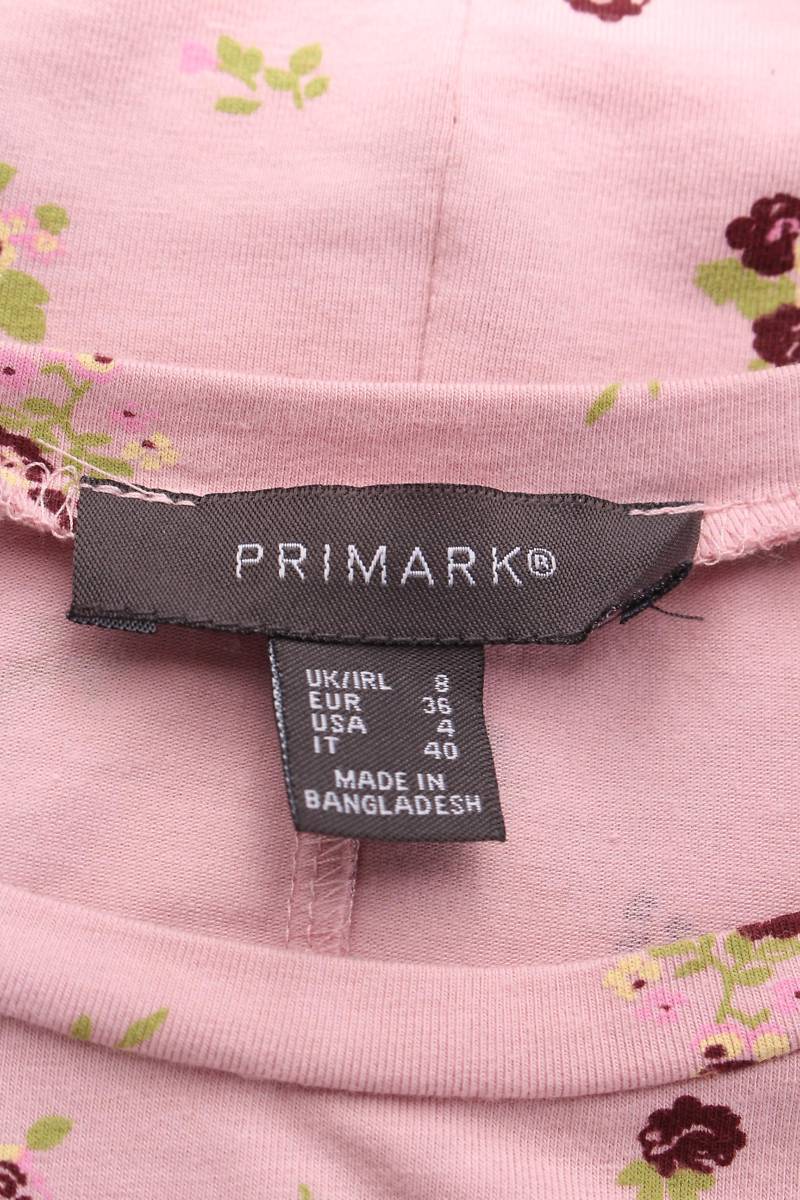 PRIMARK®
UK/IRL 8
EUR 36
USA 4
IT 40
MADE IN
BANGLADESH